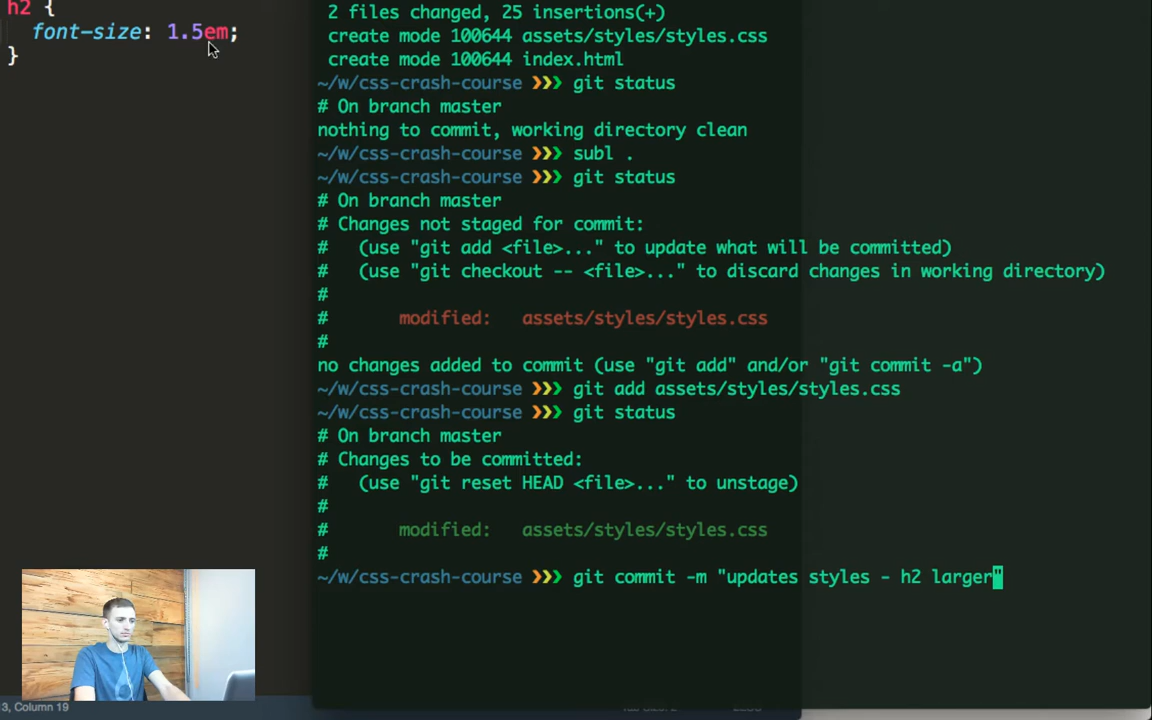 h2 {
font-size: 1.5em;
}
2 files changed, 25 insertions(+)
create mode 100644 assets/styles/styles.css
create mode 100644 index.html
~/w/css-crash-course ❯❯❯ git status
# On branch master
nothing to commit, working directory clean
~/w/css-crash-course ❯❯❯ subl .
~/w/css-crash-course ❯❯❯ git status
# On branch master
# Changes not staged for commit:
#   (use "git add <file>..." to update what will be committed)
#   (use "git checkout -- <file>..." to discard changes in working directory)
#
#       modified:   assets/styles/styles.css
#
no changes added to commit (use "git add" and/or "git commit -a")
~/w/css-crash-course ❯❯❯ git add assets/styles/styles.css
~/w/css-crash-course ❯❯❯ git status
# On branch master
# Changes to be committed:
#   (use "git reset HEAD <file>..." to unstage)
#
#       modified:   assets/styles/styles.css
#
~/w/css-crash-course ❯❯❯ git commit -m "updates styles - h2 larger"
3, Column 19